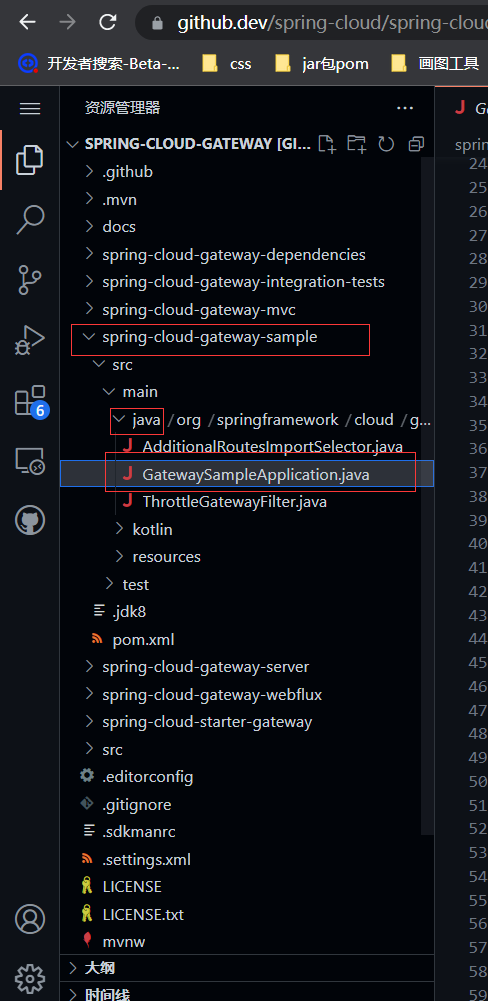 github.dev/spring-cloud/spring-clou
开发者搜索-Beta-... css jar包pom 画图工具
资源管理器 ...
SPRING-CLOUD-GATEWAY [GI...
.github
.mvn
docs
spring-cloud-gateway-dependencies
spring-cloud-gateway-integration-tests
spring-cloud-gateway-mvc
spring-cloud-gateway-sample
src
main
java / org / springframework / cloud / g...
AdditionalRoutesImportSelector.java
GatewaySampleApplication.java
ThrottleGatewayFilter.java
kotlin
resources
test
.jdk8
pom.xml
spring-cloud-gateway-server
spring-cloud-gateway-webflux
spring-cloud-starter-gateway
src
.editorconfig
.gitignore
.sdkmanrc
.settings.xml
LICENSE
LICENSE.txt
mvnw
大纲
时间线
6
J G
sprin
24
25
26
27
28
29
30
31
32
33
34
35
36
37
38
39
40
41
42
43
44
45
46
47
48
49
50
51
52
53
54
55
56
57
58
59